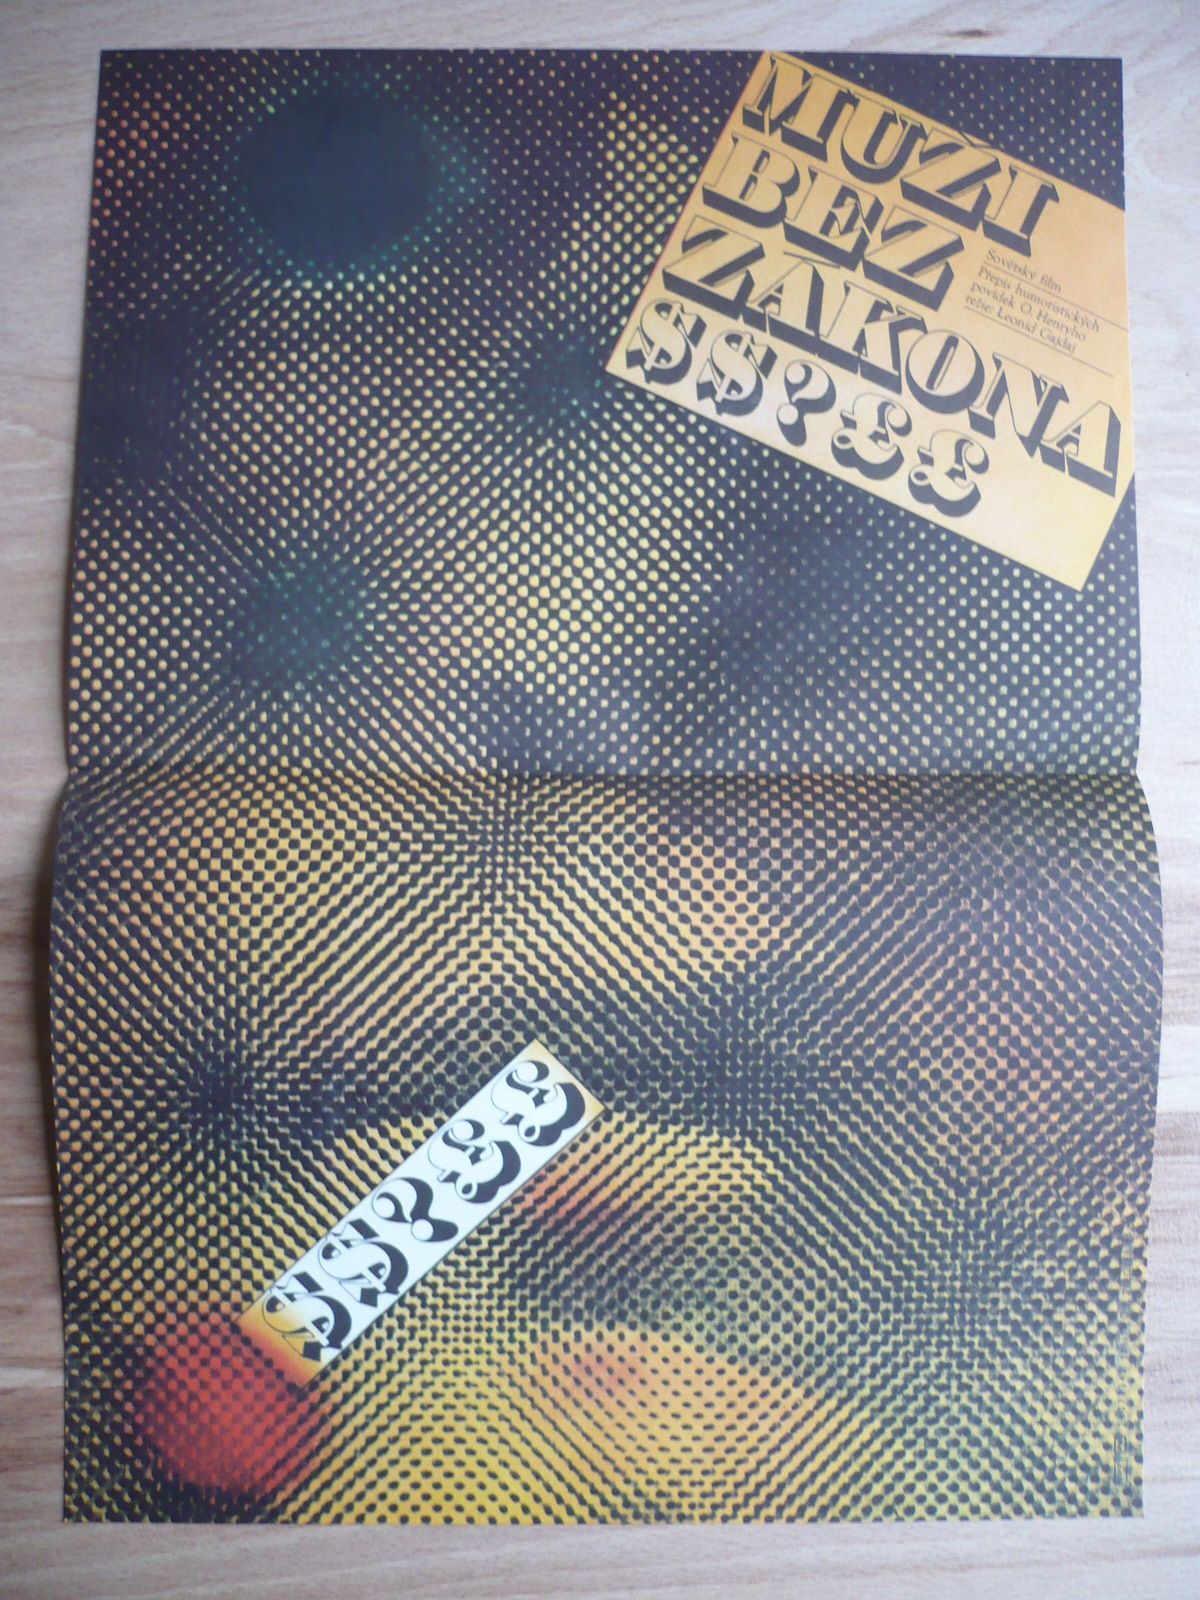 MUŽI
BEZ
ZÁKONA
$$?££
Sovětský film
Přepis humoristických
povídek O. Henryho
režie: Leonid Gajdaj
$$?££